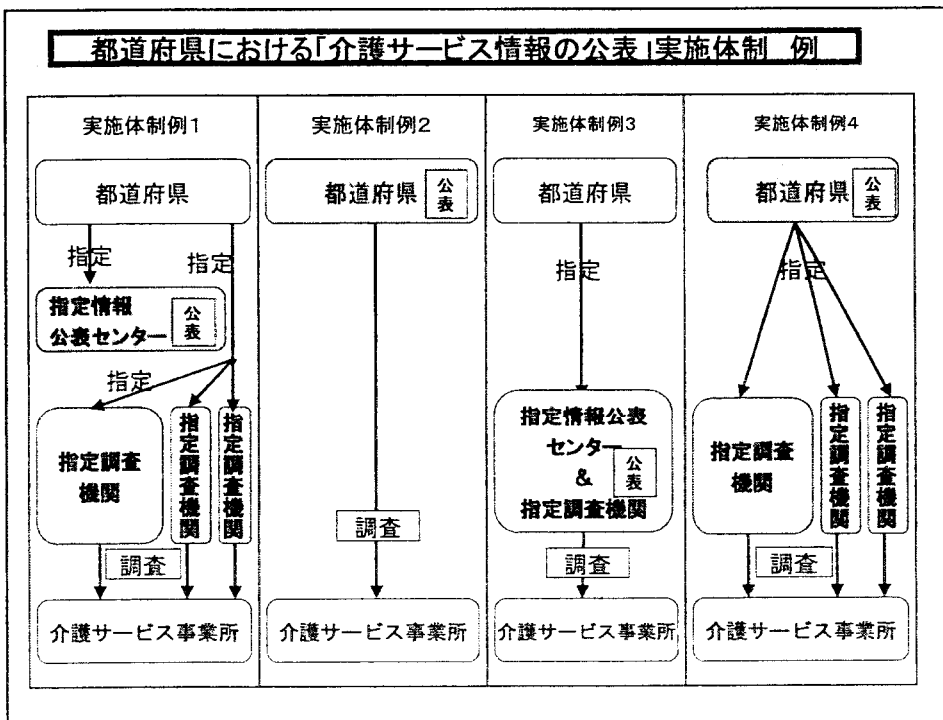 都道府県における「介護サービス情報の公表」実施体制　例
実施体制例1
都道府県
指定
指定
指定情報
公表センター
公表
指定
指定調査
機関
指定調査機関
指定調査機関
調査
介護サービス事業所
実施体制例2
都道府県
公表
調査
介護サービス事業所
実施体制例3
都道府県
指定
指定情報公表
センター
&
指定調査機関
公表
調査
介護サービス事業所
実施体制例4
都道府県
公表
指定
指定調査
機関
指定調査機関
指定調査機関
調査
介護サービス事業所